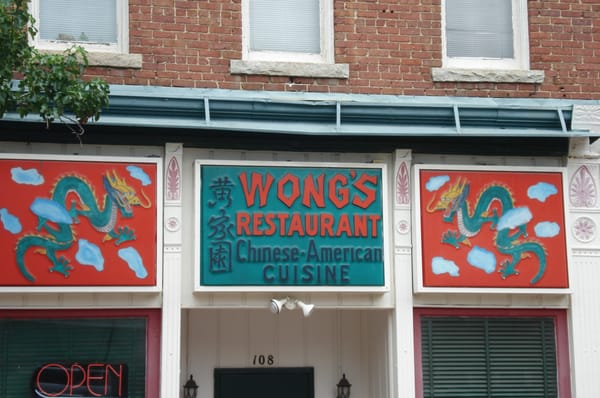 黄家園
WONG'S
RESTAURANT
Chinese-American
CUISINE
108
OPEN